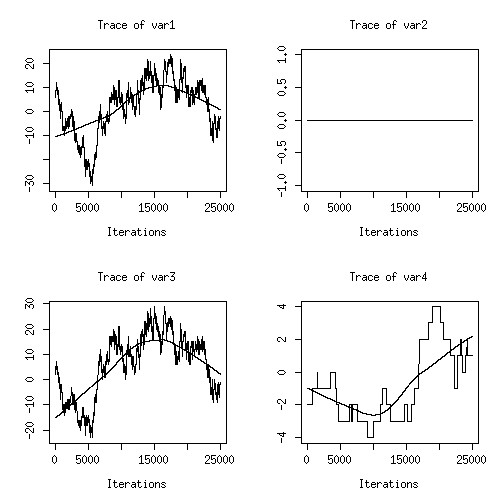 Trace of var1
20
10
0
-10
-30
0 5000 15000 25000
Iterations
Trace of var2
1.0
0.5
0.0
-0.5
-1.0
0 5000 15000 25000
Iterations
Trace of var3
30
20
10
0
-10
-20
0 5000 15000 25000
Iterations
Trace of var4
4
2
0
-2
-4
0 5000 15000 25000
Iterations